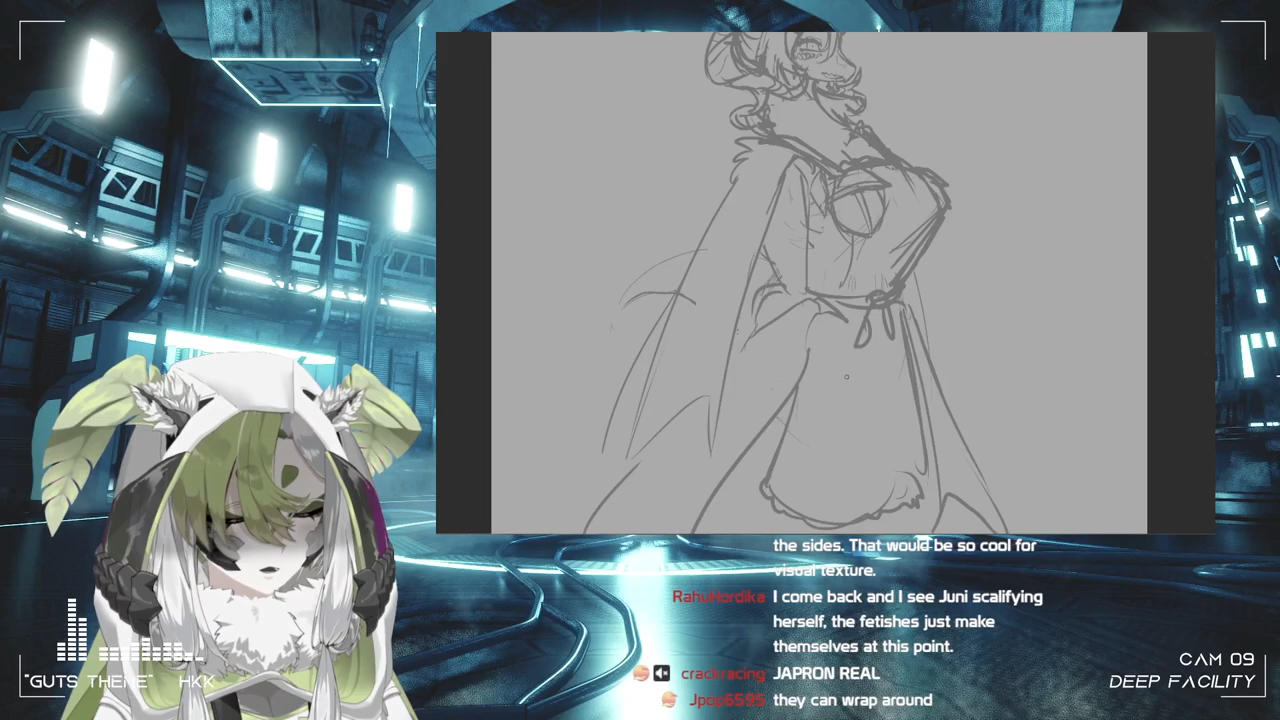 the sides. That would be so cool for
visual texture.
RahuHordika I come back and I see Juni scalifying
herself, the fetishes just make
themselves at this point.
crackracing JAPRON REAL
Jpop6595 they can wrap around
"GUTS THEME" HKK
CAM 09
DEEP FACILITY